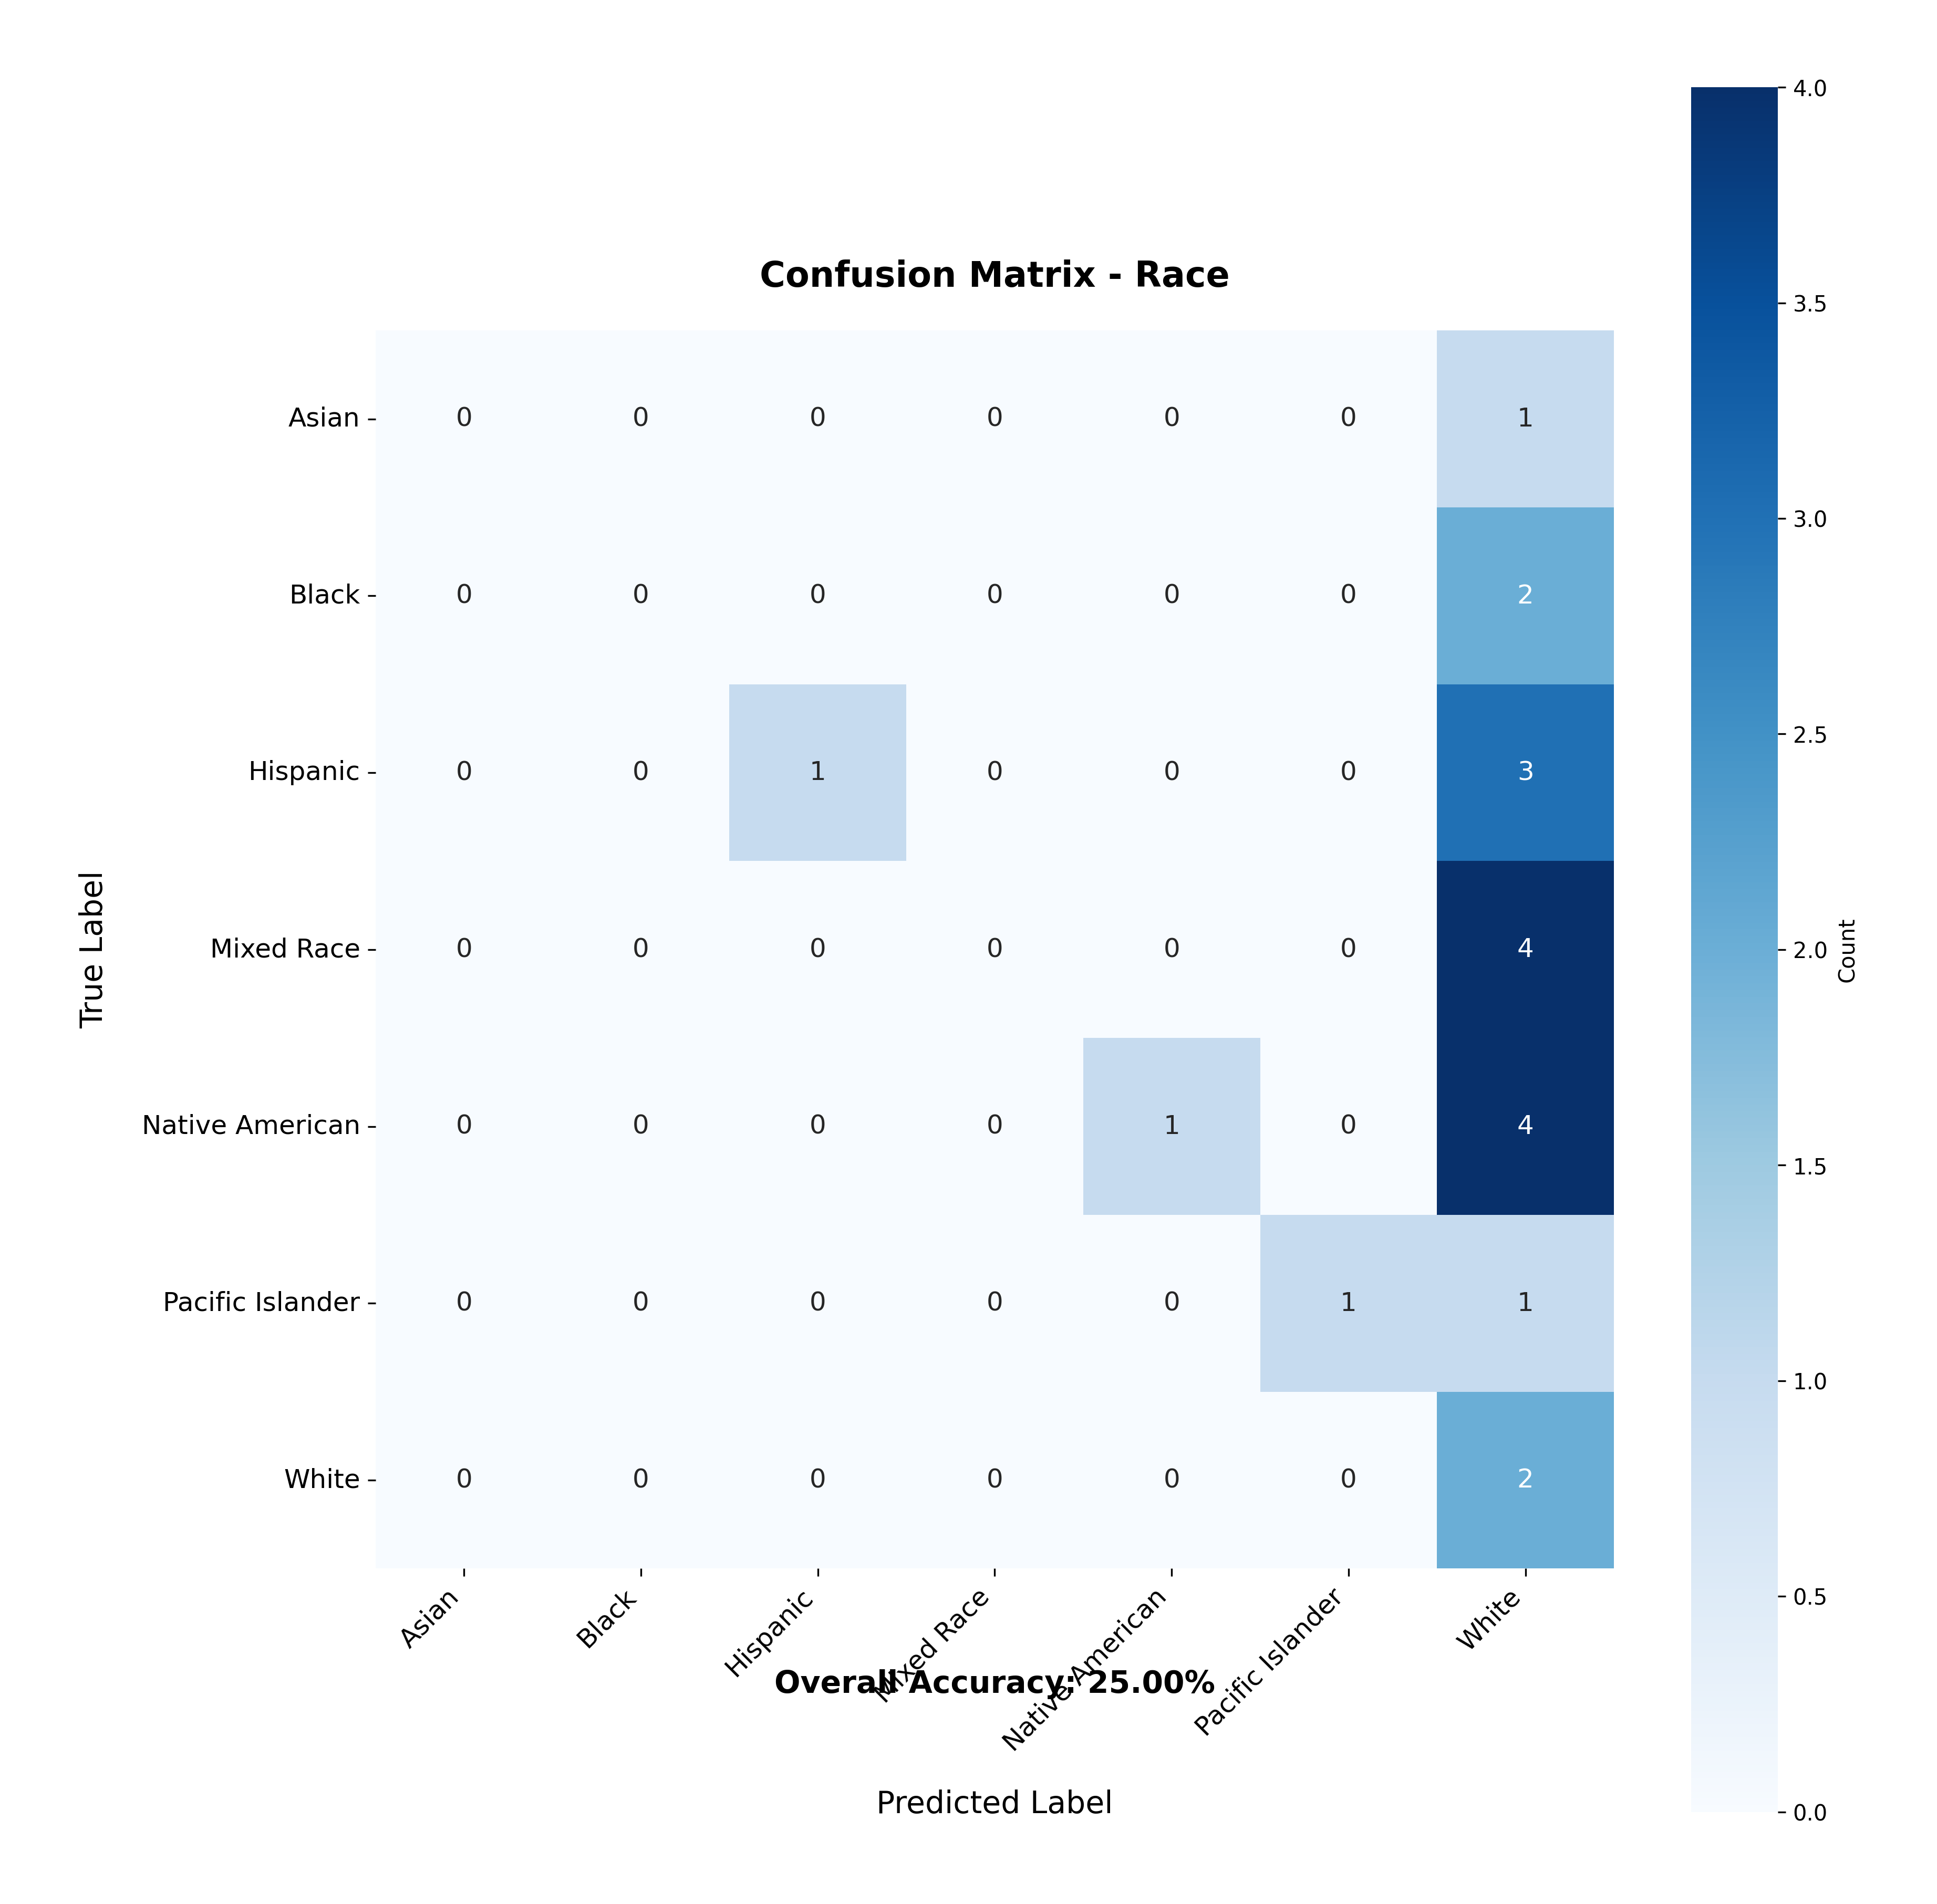 Confusion Matrix - Race
Asian 0 0 0 0 0 0 1
Black 0 0 0 0 0 0 2
Hispanic 0 0 1 0 0 0 3
Mixed Race 0 0 0 0 0 0 4
Native American 0 0 0 0 1 0 4
Pacific Islander 0 0 0 0 0 1 1
White 0 0 0 0 0 0 2
True Label
Asian Black Hispanic Mixed Race Native American Pacific Islander White
Overall Accuracy: 25.00%
Predicted Label
4.0
3.5
3.0
2.5
2.0
1.5
1.0
0.5
0.0
Count